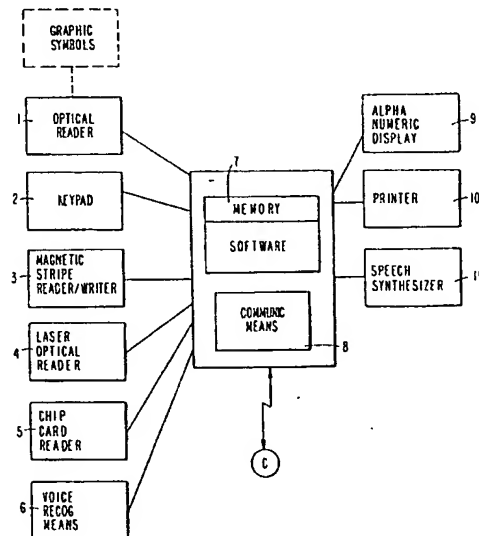 GRAPHIC
SYMBOLS
1
OPTICAL
READER
2
KEYPAD
3
MAGNETIC
STRIPE
READER/WRITER
4
LASER
OPTICAL
READER
5
CHIP
CARD
READER
6
VOICE
RECOG
MEANS
7
MEMORY
SOFTWARE
COMMUNIC
MEANS
8
C
ALPHA
NUMERIC
DISPLAY
9
PRINTER
10
SPEECH
SYNTHESIZER
11